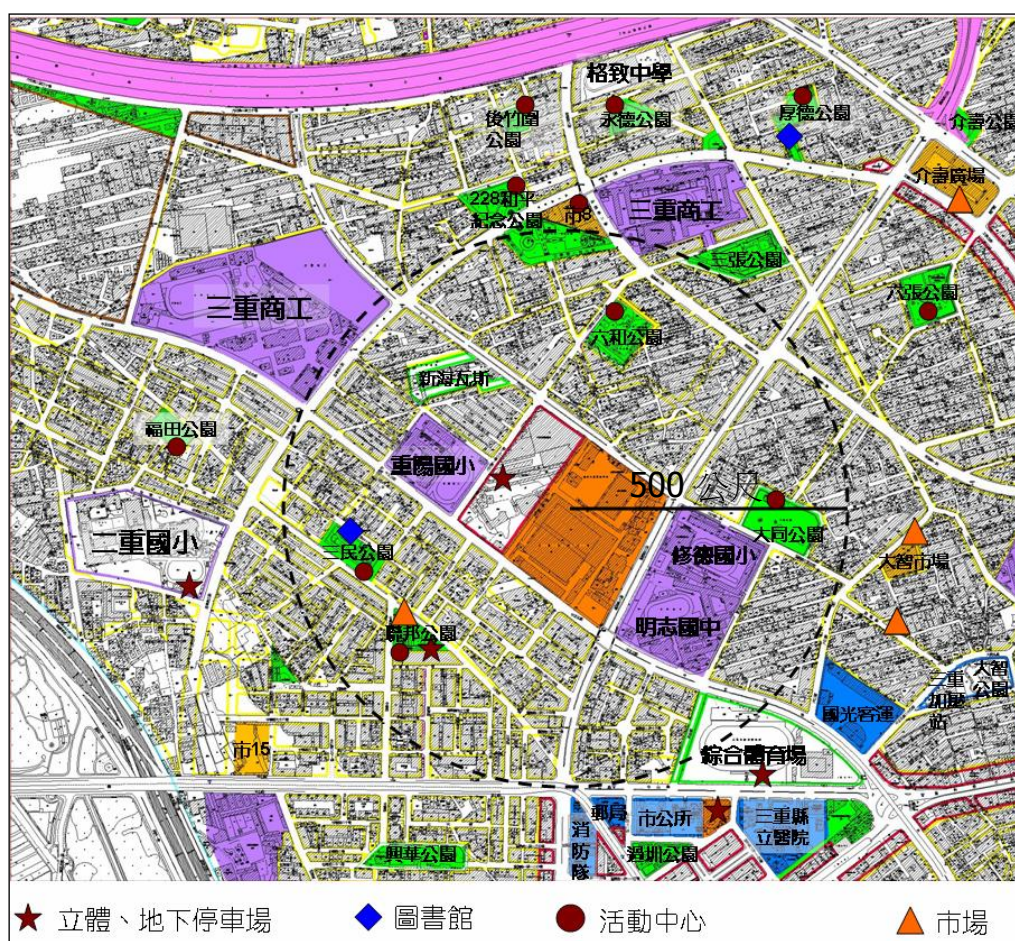 格致中學
後竹圍
公園
永德公園
厚德公園
介壽公園
介壽廣場
228和平
紀念公園
市8
三重商工
三張公園
六張公園
三重商工
六和公園
新海瓦斯
福田公園
重陽國小
500 公尺
大同公園
二重國小
三民公園
修德國小
大智市場
明志國中
聯邦公園
大智
公園
三重
加壓
站
國光客運
市15
綜合體育場
郵局
市公所
三重縣
立醫院
消防隊
過圳公園
興華公園
立體、地下停車場
圖書館
活動中心
市場